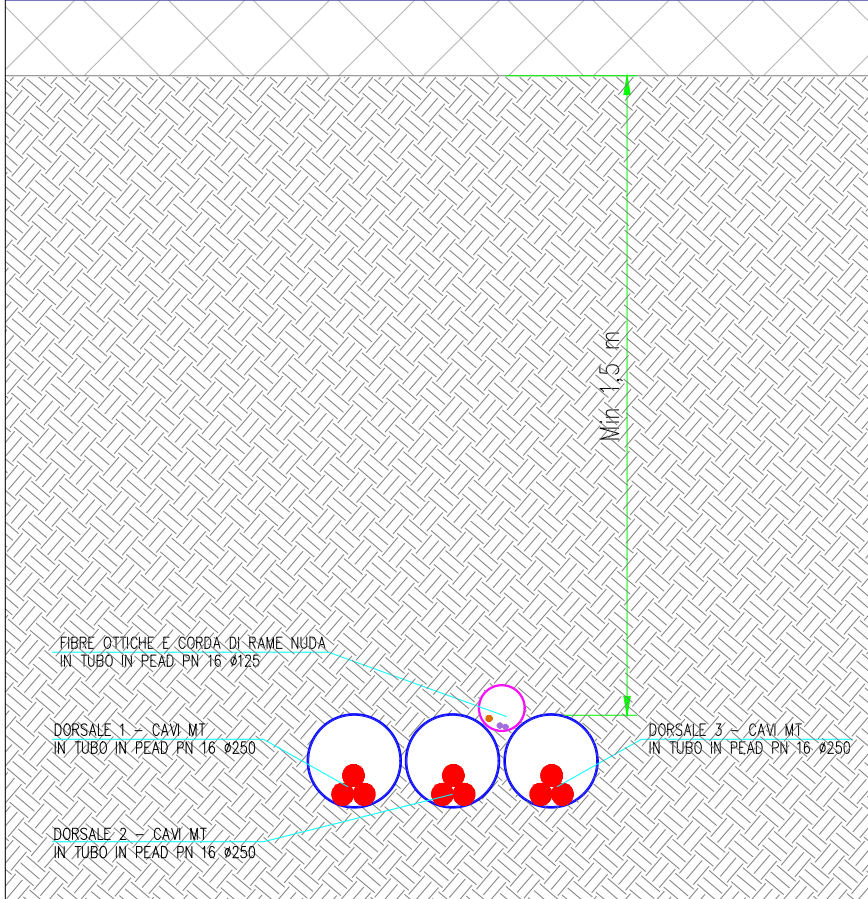 Min 1,5 m
FIBRE OTTICHE E CORDA DI RAME NUDA
IN TUBO IN PEAD PN 16 ø125
DORSALE 1 - CAVI MT
IN TUBO IN PEAD PN 16 ø250
DORSALE 3 - CAVI MT
IN TUBO IN PEAD PN 16 ø250
DORSALE 2 - CAVI MT
IN TUBO IN PEAD PN 16 ø250